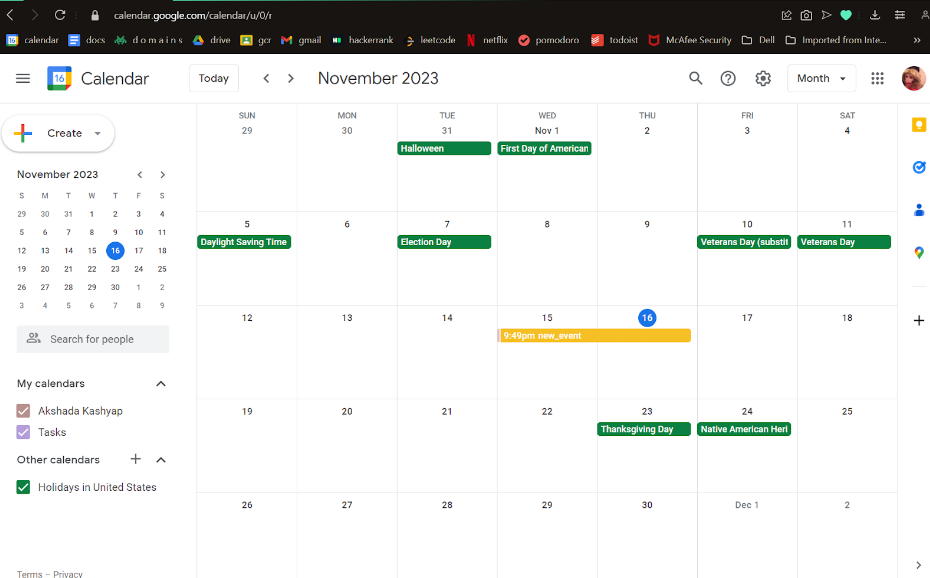 calendar.google.com/calendar/u/0/r
calendar docs d o m a i n s drive gcr gmail hackerrank leetcode netflix pomodoro todoist McAfee Security Dell Imported from Inte... »
16 Calendar Today November 2023 Month
Create
November 2023
S M T W T F S
29 30 31 1 2 3 4
5 6 7 8 9 10 11
12 13 14 15 16 17 18
19 20 21 22 23 24 25
26 27 28 29 30 1 2
3 4 5 6 7 8 9
Search for people
My calendars
Akshada Kashyap
Tasks
Other calendars
Holidays in United States
Terms – Privacy
SUN MON TUE WED THU FRI SAT
29 30 31 Nov 1 2 3 4
Halloween First Day of American
5 6 7 8 9 10 11
Daylight Saving Time Election Day Veterans Day (substit Veterans Day
12 13 14 15 16 17 18
9:49pm new_event
19 20 21 22 23 24 25
Thanksgiving Day Native American Heri
26 27 28 29 30 Dec 1 2